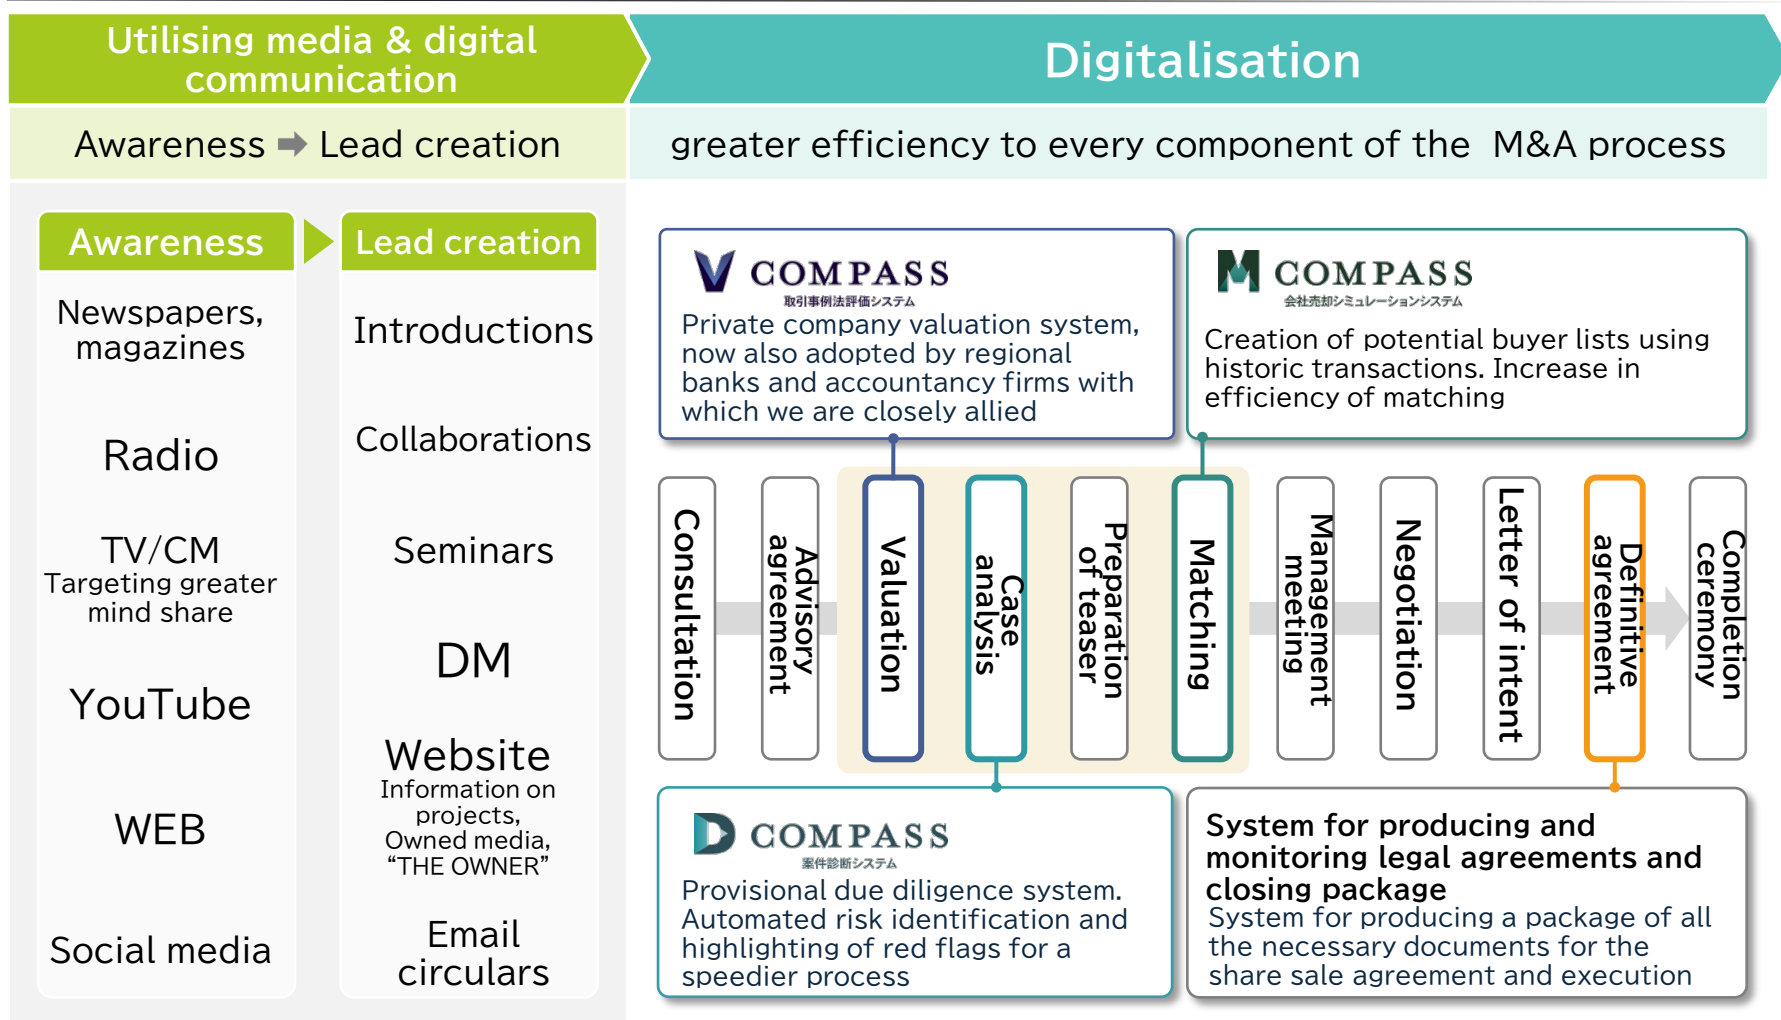 Utilising media & digital
communication
Digitalisation
Awareness ➡ Lead creation
greater efficiency to every component of the M&A process
Awareness
Newspapers,
magazines
Radio
TV/CM
Targeting greater
mind share
YouTube
WEB
Social media
Lead creation
Introductions
Collaborations
Seminars
DM
Website
Information on
projects,
Owned media,
“THE OWNER”
Email
circulars
V COMPASS
取引事例法評価システム
Private company valuation system,
now also adopted by regional
banks and accountancy firms with
which we are closely allied
M COMPASS
会社売却シミュレーションシステム
Creation of potential buyer lists using
historic transactions. Increase in
efficiency of matching
Consultation
Advisory
agreement
Valuation
Case
analysis
Preparation
of teaser
Matching
Management
meeting
Negotiation
Letter of intent
Definitive
agreement
Completion
ceremony
D COMPASS
案件診断システム
Provisional due diligence system.
Automated risk identification and
highlighting of red flags for a
speedier process
System for producing and
monitoring legal agreements and
closing package
System for producing a package of all
the necessary documents for the
share sale agreement and execution